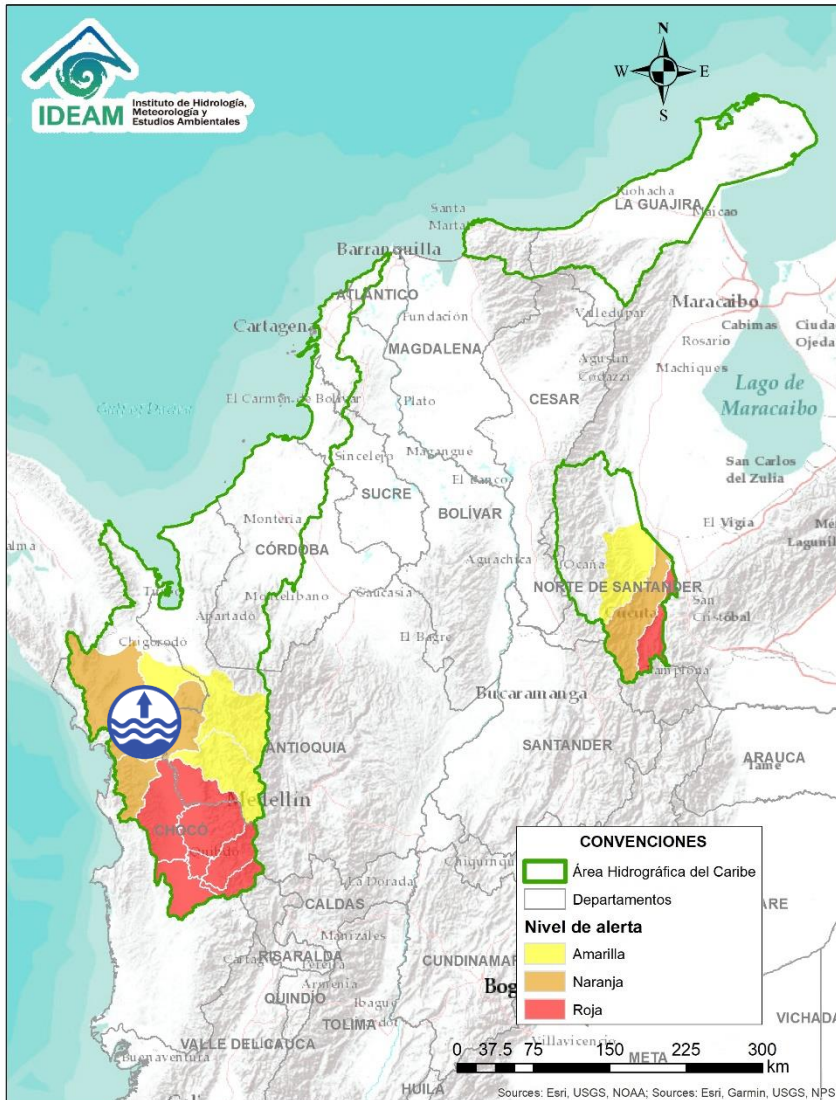 IDEAM
Instituto de Hidrología,
Meteorología y
Estudios Ambientales
N
W
E
S
Riohacha
LA GUAJIRA
Maicao
Santa
Marta
Barranquilla
ATLÁNTICO
Maracaibo
Fundación
Valledupar
Cabimas
Ciuda
Ojeda
Cartagena
Rosario
MAGDALENA
Agustín
Codazzi
Machiques
Lago de
Maracaibo
El Carmen de Bolívar
Plato
CESAR
Sincelejo
Magangué
San Carlos
del Zulia
El Banco
SUCRE
BOLÍVAR
Montería
El Vigía
CÓRDOBA
Aguachica
Ocaña
NORTE DE SANTANDER
Turbo
Montelíbano
Caucasia
Apartadó
Cúcuta
San
Cristóbal
El Bagre
Chigorodó
Pamplona
Bucaramanga
ANTIOQUIA
SANTANDER
ARAUCA
Tame
Medellín
CHOCÓ
Quibdó
Chiquinqu
La Dorada
CALDAS
Manizales
RISARALDA
Pereira
CUNDINAMAR
Armenia
QUINDÍO
Ibagué
Bog
TOLIMA
VICHADA
VALLE DEL CAUCA
Villavicencio
Buenaventura
META
HUILA
CONVENCIONES
Área Hidrográfica del Caribe
Departamentos
Nivel de alerta
Amarilla
Naranja
Roja
0 37.5 75 150 225 300
km
Sources: Esri, USGS, NOAA; Sources: Esri, Garmin, USGS, NPS